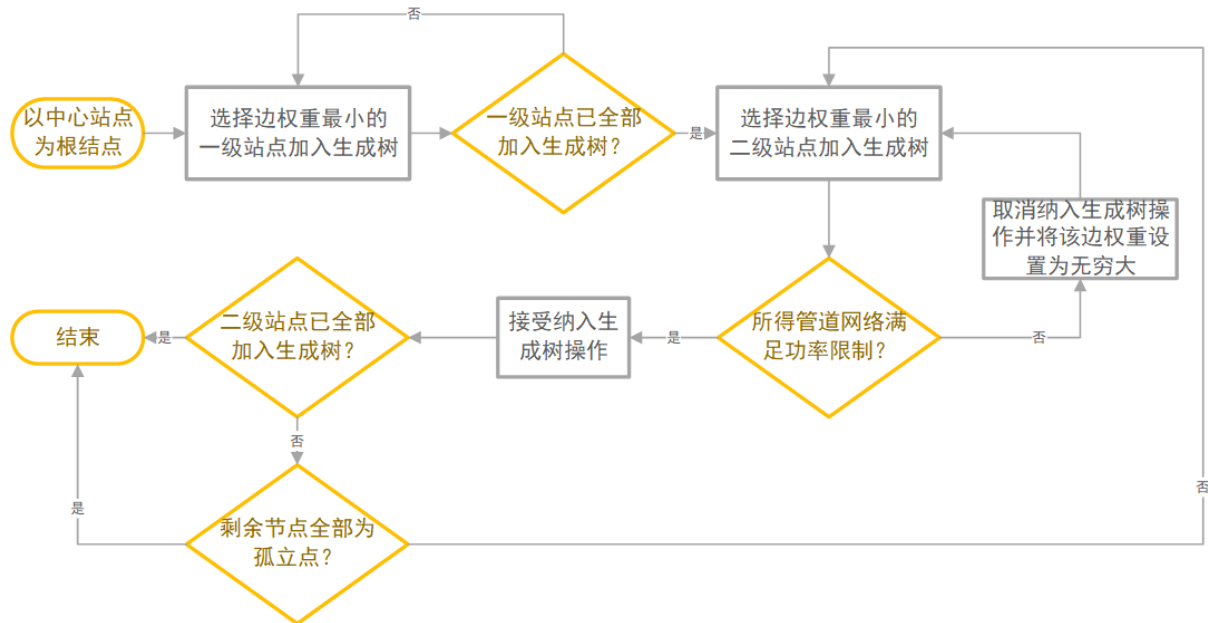 否
以中心站点
为根结点
选择边权重最小的
一级站点加入生成树
一级站点已全部
加入生成树？
是
选择边权重最小的
二级站点加入生成树
取消纳入生成树操
作并将该边权重设
置为无穷大
结束
是
二级站点已全部
加入生成树？
接受纳入生
成树操作
是
所得管道网络满
足功率限制？
否
否
是
剩余节点全部为
孤立点？
否